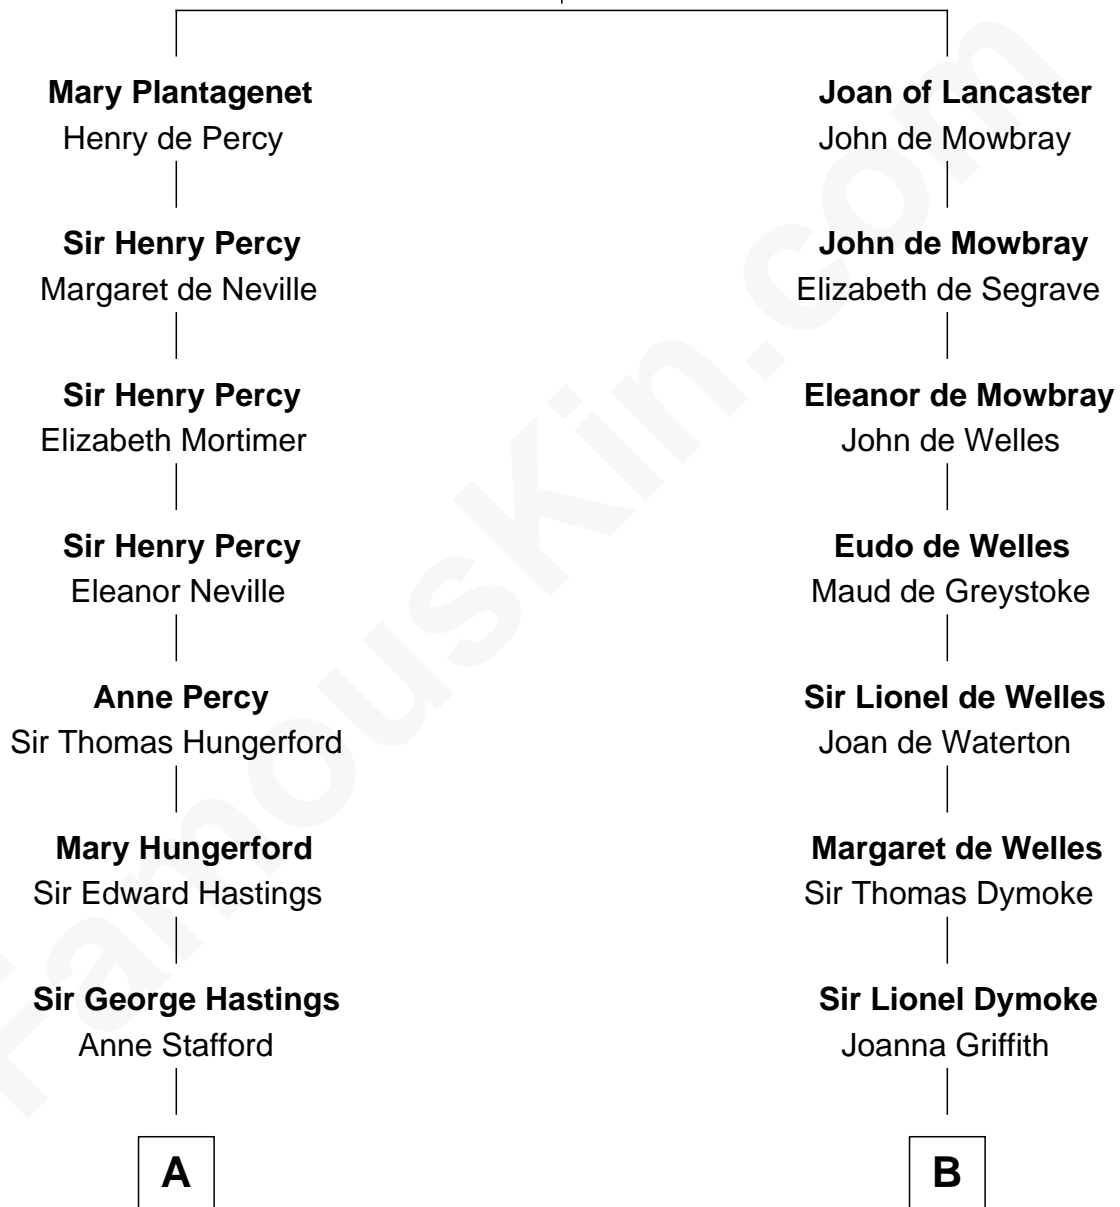 Mary Plantagenet
Henry de Percy
Sir Henry Percy
Margaret de Neville
Sir Henry Percy
Elizabeth Mortimer
Sir Henry Percy
Eleanor Neville
Anne Percy
Sir Thomas Hungerford
Mary Hungerford
Sir Edward Hastings
Sir George Hastings
Anne Stafford
A
Joan of Lancaster
John de Mowbray
John de Mowbray
Elizabeth de Segrave
Eleanor de Mowbray
John de Welles
Eudo de Welles
Maud de Greystoke
Sir Lionel de Welles
Joan de Waterton
Margaret de Welles
Sir Thomas Dymoke
Sir Lionel Dymoke
Joanna Griffith
B
FamousKin.com